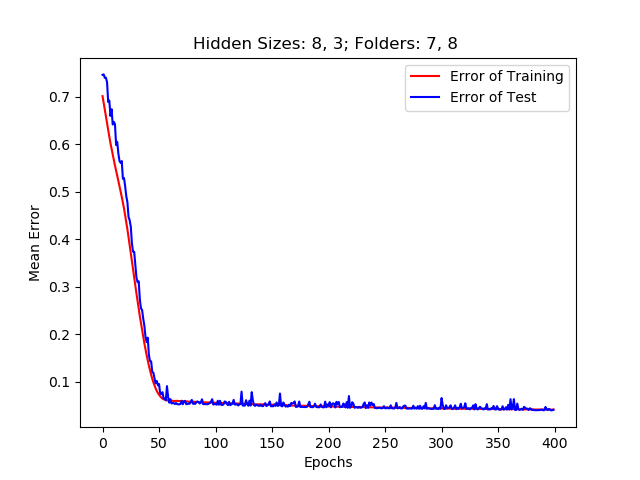 Hidden Sizes: 8, 3; Folders: 7, 8
Error of Training
Error of Test
Mean Error
0.7
0.6
0.5
0.4
0.3
0.2
0.1
0 50 100 150 200 250 300 350 400
Epochs